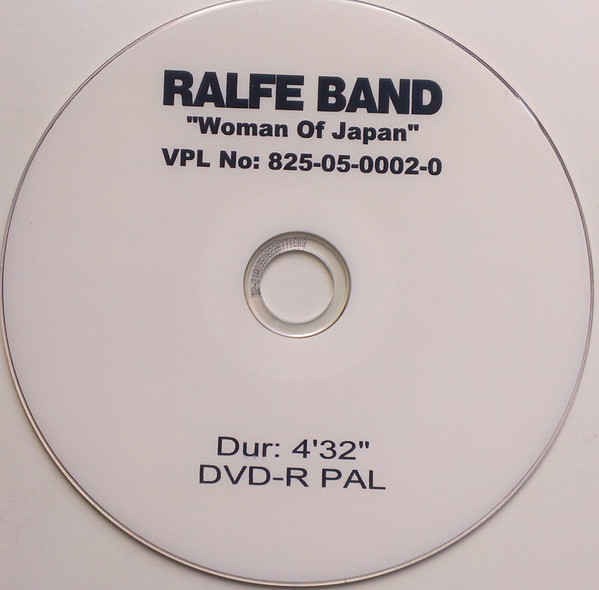 RALFE BAND
"Woman Of Japan"
VPL No: 825-05-0002-0
Dur: 4'32"
DVD-R PAL